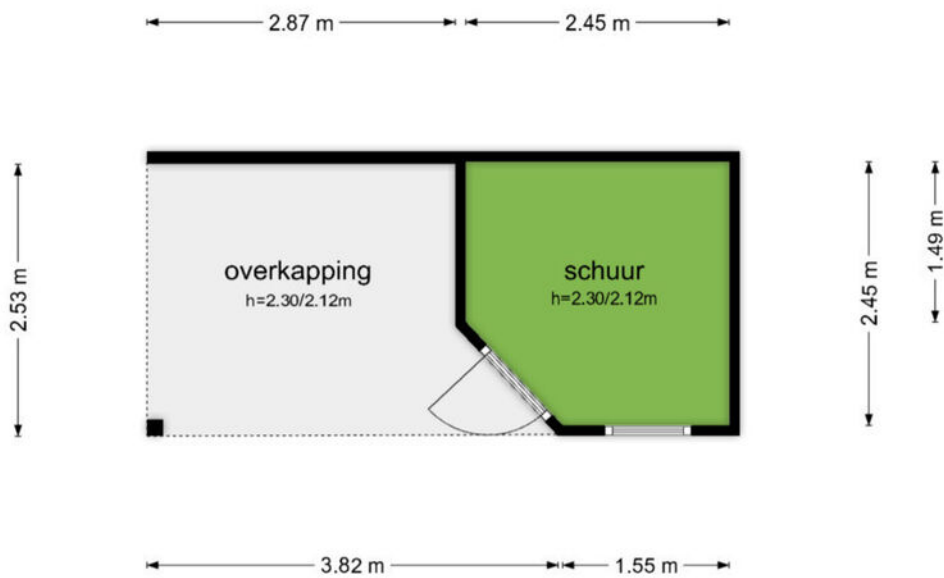 2.87 m
2.45 m
2.53 m
overkapping
h=2.30/2.12m
schuur
h=2.30/2.12m
2.45 m
1.49 m
3.82 m
1.55 m